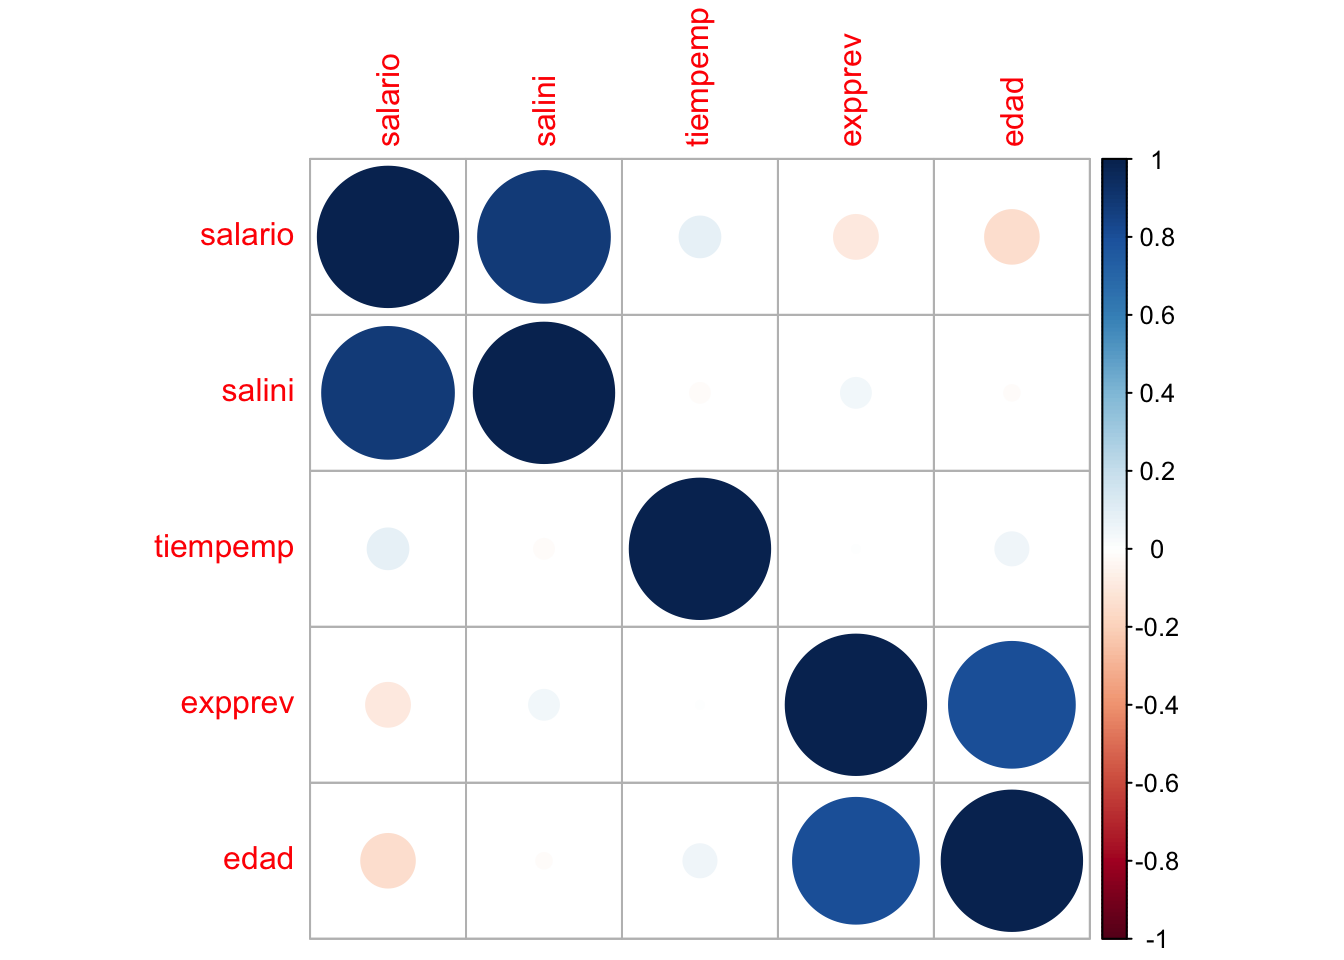 salario
salini
tiempemp
expprev
edad
salario
salini
tiempemp
expprev
edad
1
0.8
0.6
0.4
0.2
0
-0.2
-0.4
-0.6
-0.8
-1